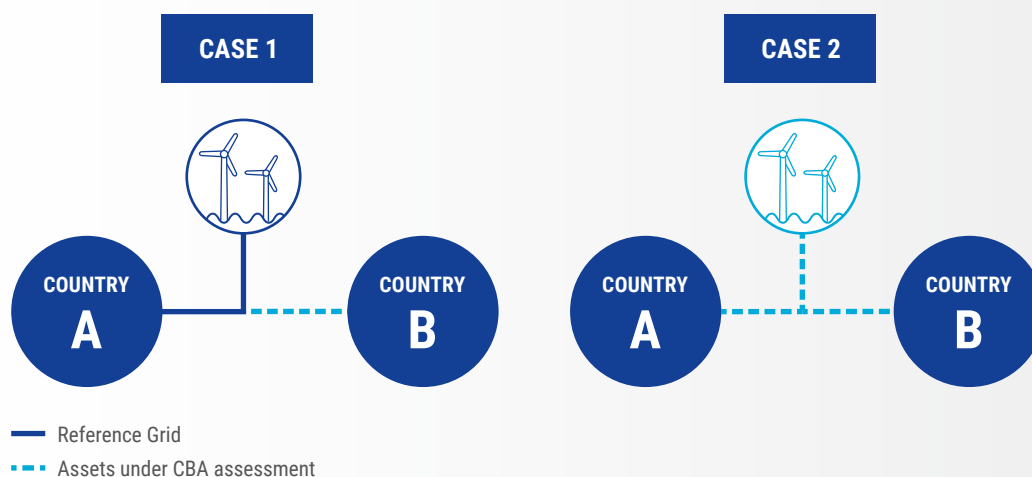 CASE 1
CASE 2
COUNTRY
A
COUNTRY
B
COUNTRY
A
COUNTRY
B
Reference Grid
Assets under CBA assessment